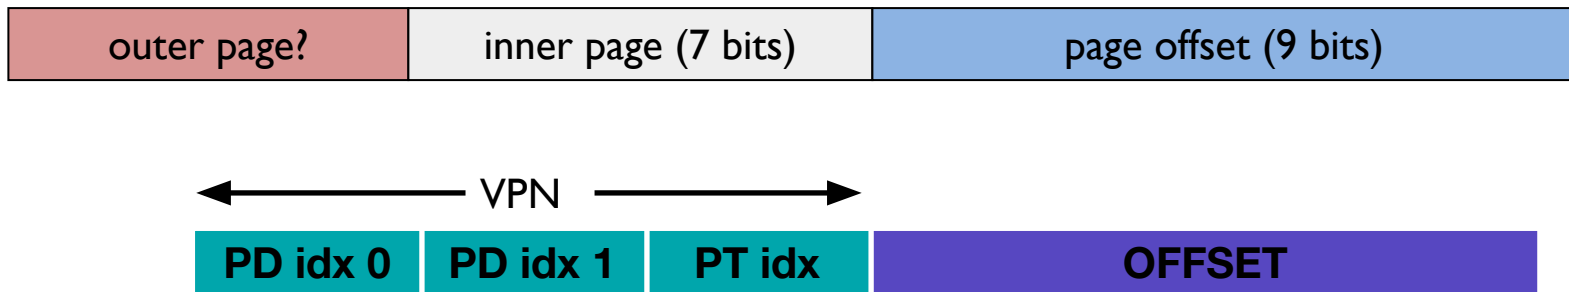 outer page? inner page (7 bits) page offset (9 bits)
VPN
PD idx 0 PD idx 1 PT idx OFFSET